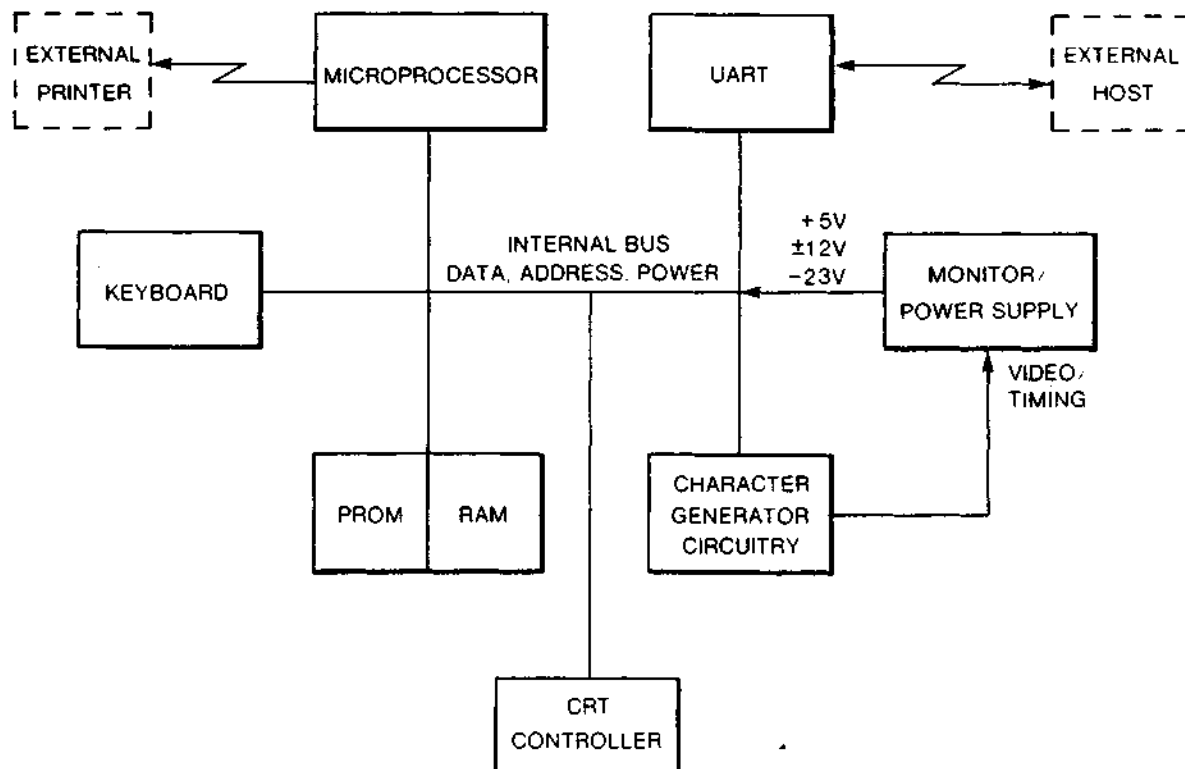 EXTERNAL
PRINTER
MICROPROCESSOR
UART
EXTERNAL
HOST
KEYBOARD
INTERNAL BUS
DATA, ADDRESS. POWER
+5V
±12V
-23V
MONITOR/
POWER SUPPLY
VIDEO/
TIMING
PROM
RAM
CHARACTER
GENERATOR
CIRCUITRY
CRT
CONTROLLER